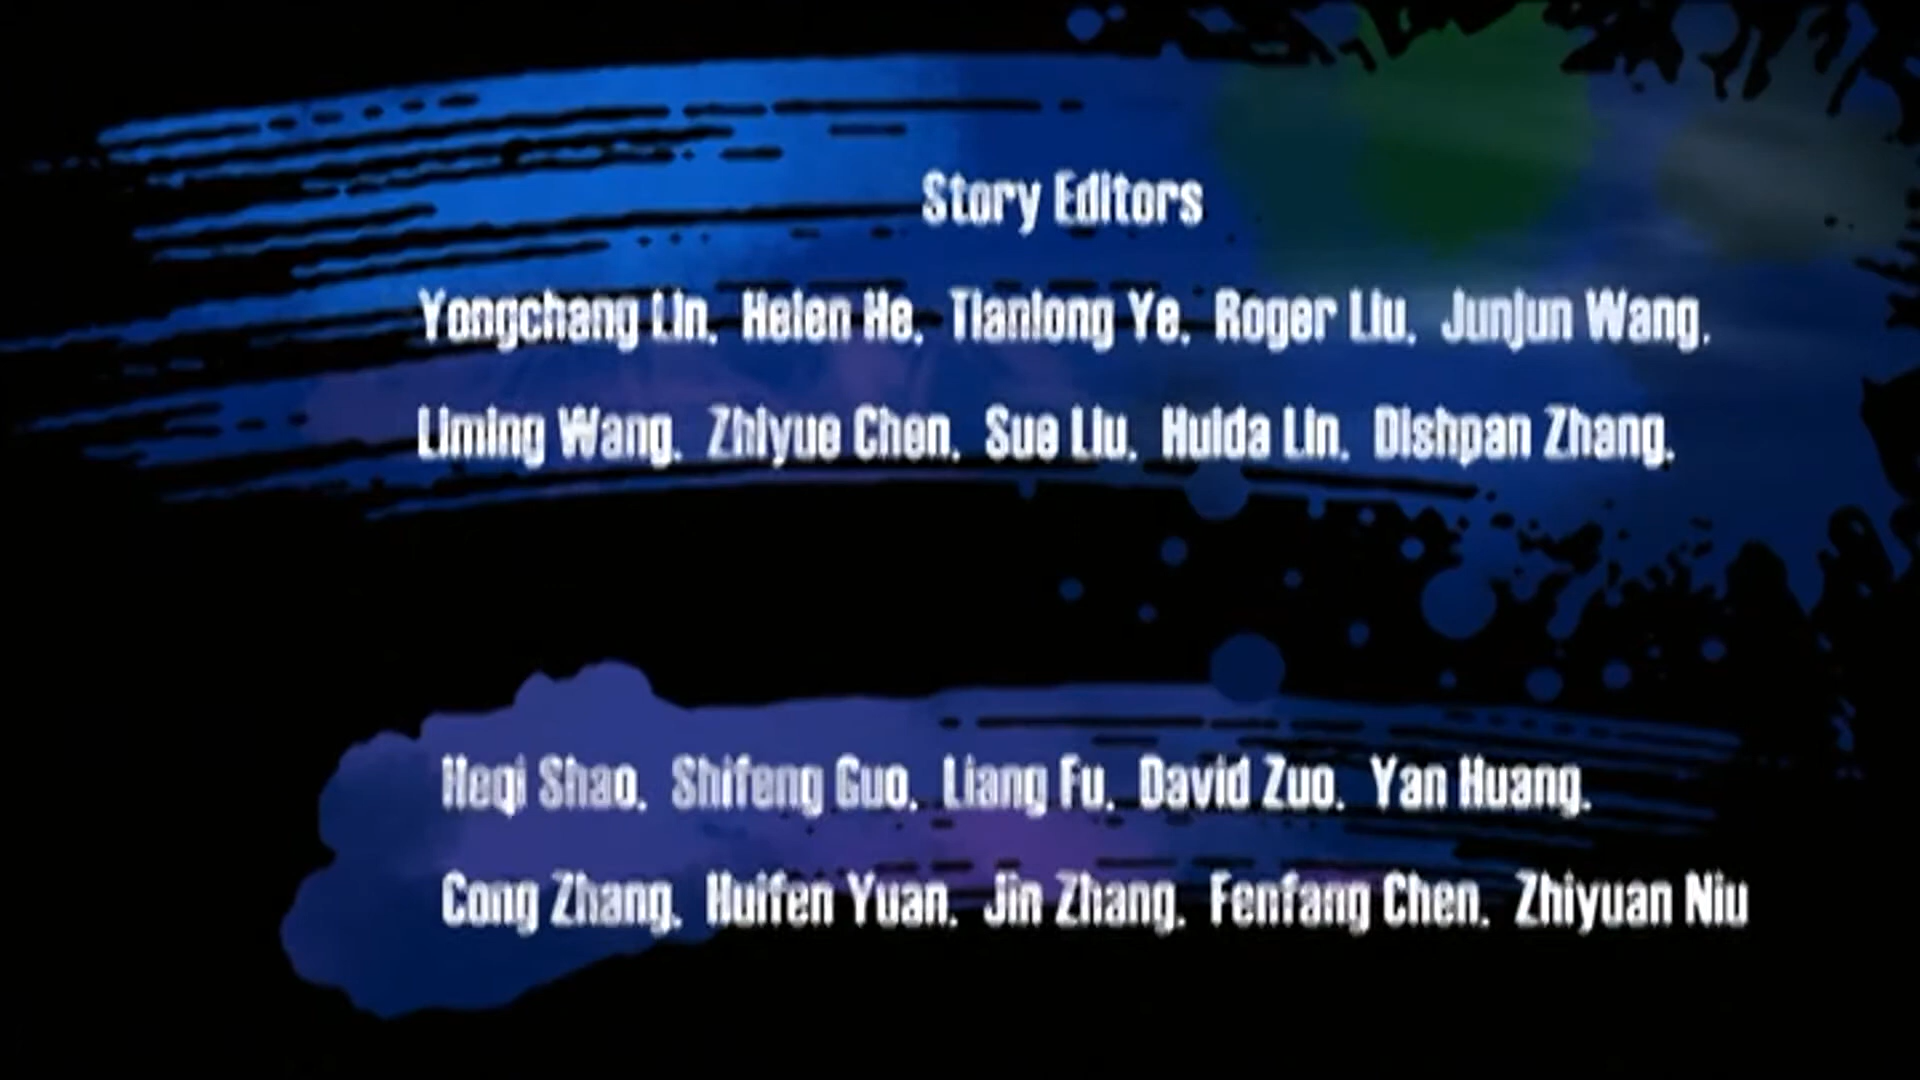 Story Editors
Yongchang Lin, Helen He, Tianlong Ye, Roger Liu, Junjun Wang,
Liming Wang, Zhiyue Chen, Sue Liu, Huida Lin, Dishpan Zhang,
Heqi Shao, Shifeng Guo, Liang Fu, David Zuo, Yan Huang,
Cong Zhang, Huifen Yuan, Jin Zhang, Fenfang Chen, Zhiyuan Niu